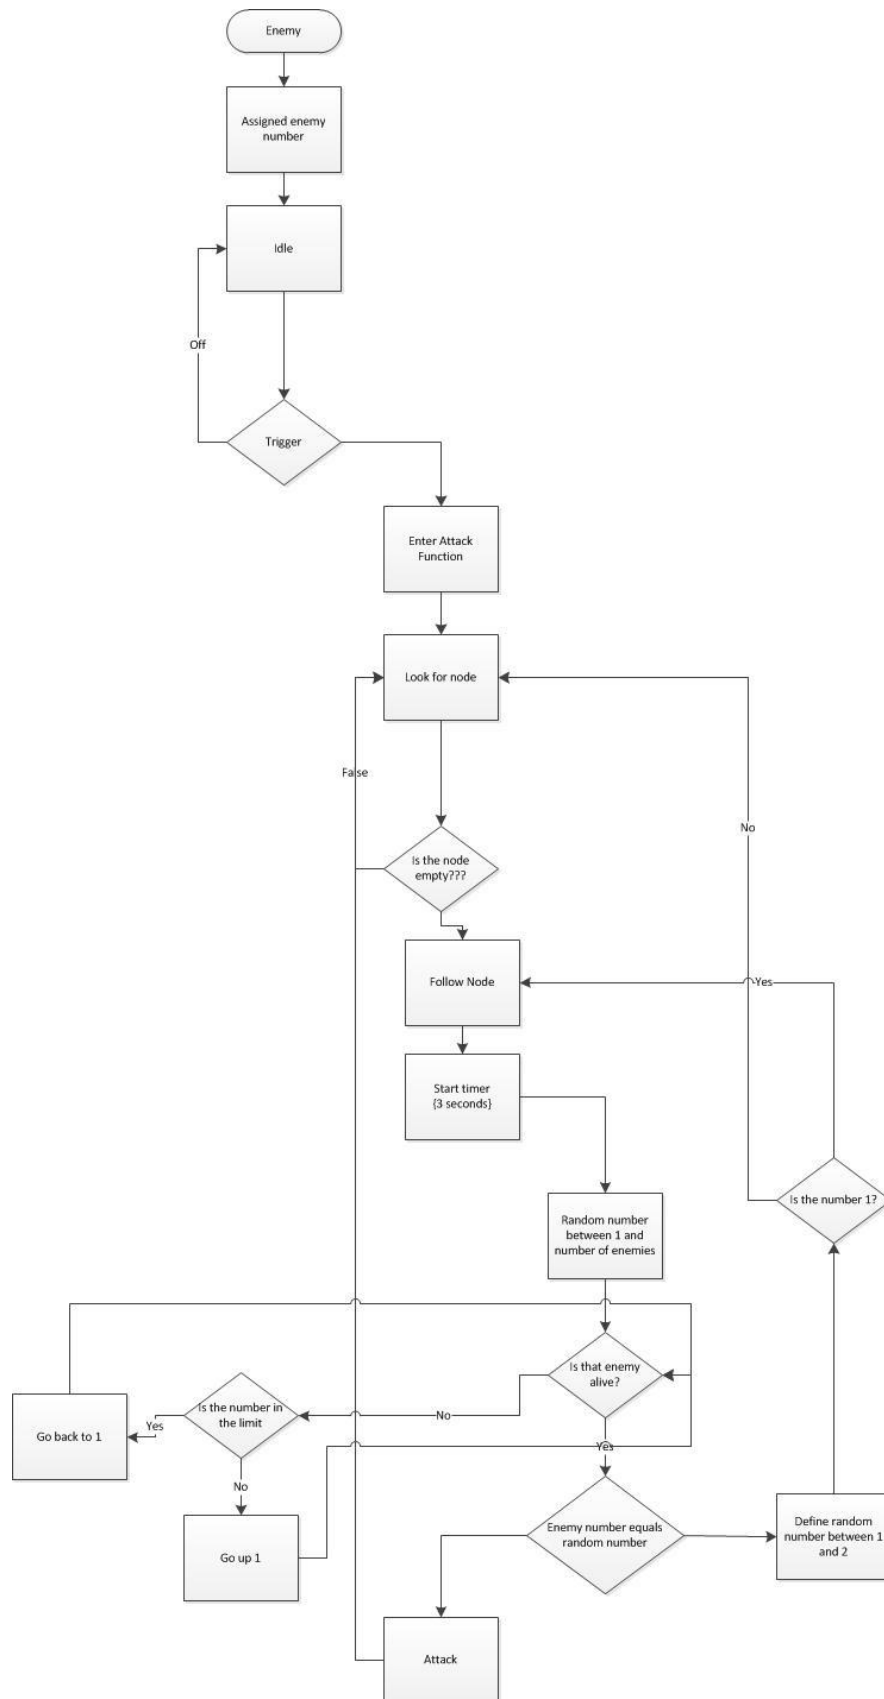 Enemy
Assigned enemy
number
Idle
Off
Trigger
Enter Attack
Function
Look for node
False
No
Is the node
empty???
Follow Node
Yes
Start timer
{3 seconds}
Is the number 1?
Random number
between 1 and
number of enemies
Is that enemy
alive?
Is the number in
the limit
No
Yes
Go back to 1
Yes
No
Enemy number equals
random number
Define random
number between 1
and 2
Go up 1
Attack